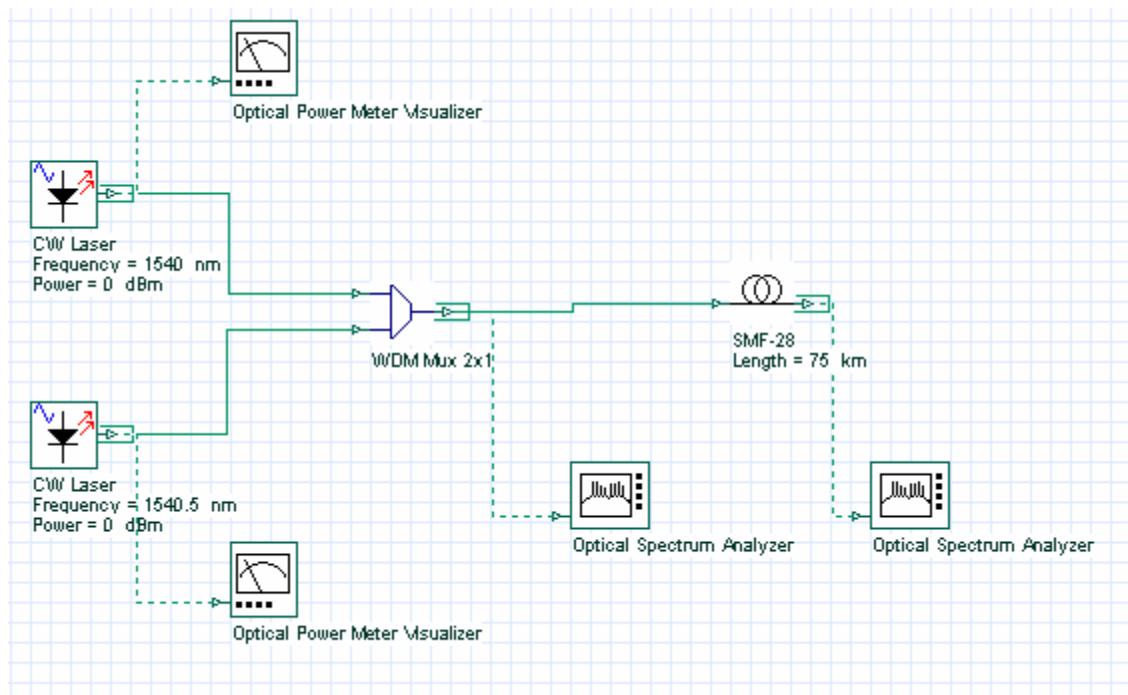 Optical Power Meter Visualizer
CW Laser
Frequency = 1540 nm
Power = 0 dBm
WDM Mux 2x1
SMF-28
Length = 75 km
CW Laser
Frequency = 1540.5 nm
Power = 0 dBm
Optical Spectrum Analyzer
Optical Spectrum Analyzer
Optical Power Meter Visualizer